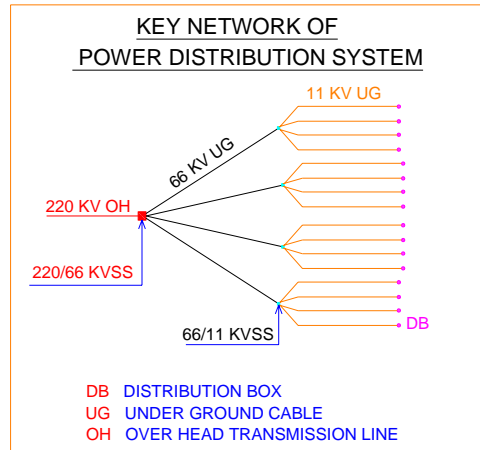 KEY NETWORK OF
POWER DISTRIBUTION SYSTEM
11 KV UG
66 KV UG
220 KV OH
220/66 KVSS
66/11 KVSS
DB
DB DISTRIBUTION BOX
UG UNDER GROUND CABLE
OH OVER HEAD TRANSMISSION LINE